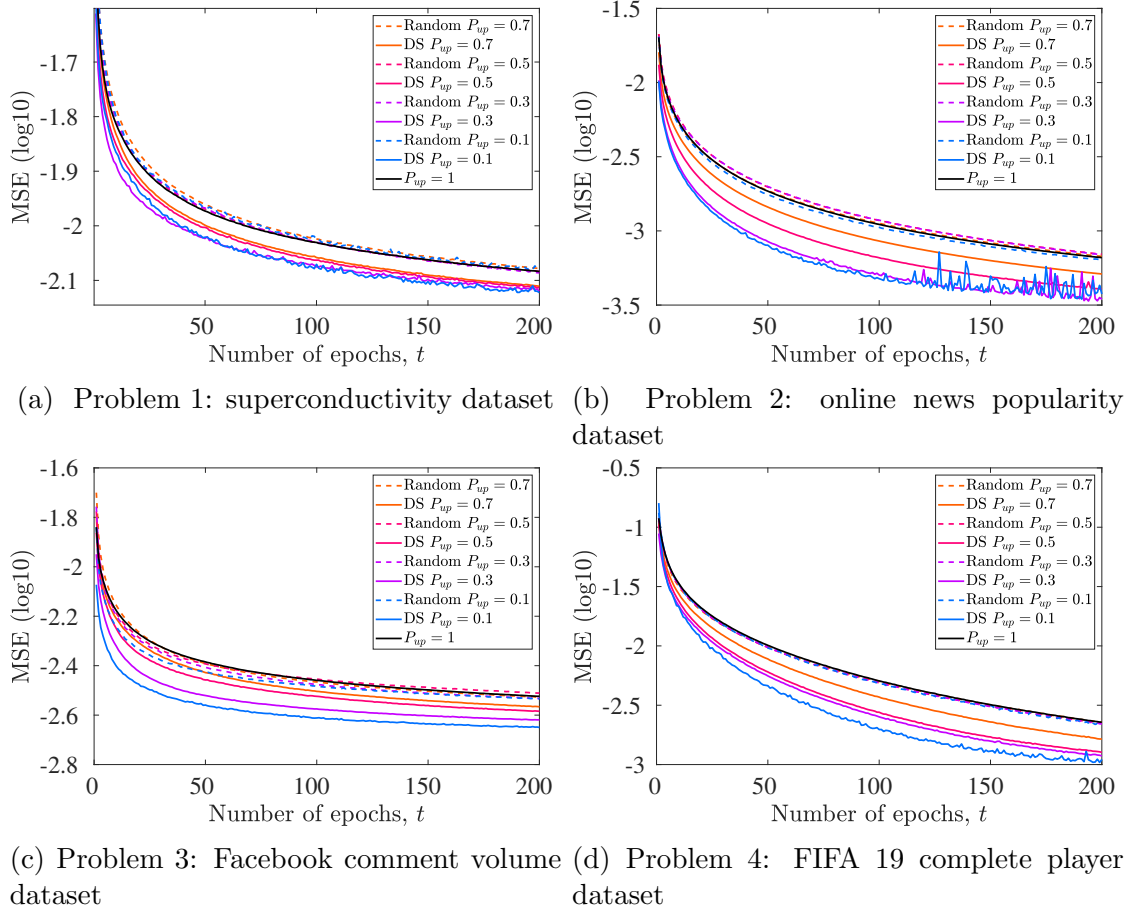 -1.7
-1.8
-1.9
-2
-2.1
MSE (log10)
50
100
150
200
Number of epochs, t
Random P_up = 0.7
DS P_up = 0.7
Random P_up = 0.5
DS P_up = 0.5
Random P_up = 0.3
DS P_up = 0.3
Random P_up = 0.1
DS P_up = 0.1
P_up = 1
(a) Problem 1: superconductivity dataset
-1.5
-2
-2.5
-3
-3.5
MSE (log10)
0
50
100
150
200
Number of epochs, t
Random P_up = 0.7
DS P_up = 0.7
Random P_up = 0.5
DS P_up = 0.5
Random P_up = 0.3
DS P_up = 0.3
Random P_up = 0.1
DS P_up = 0.1
P_up = 1
(b) Problem 2: online news popularity
dataset
-1.6
-1.8
-2
-2.2
-2.4
-2.6
-2.8
MSE (log10)
0
50
100
150
200
Number of epochs, t
Random P_up = 0.7
DS P_up = 0.7
Random P_up = 0.5
DS P_up = 0.5
Random P_up = 0.3
DS P_up = 0.3
Random P_up = 0.1
DS P_up = 0.1
P_up = 1
(c) Problem 3: Facebook comment volume
dataset
-0.5
-1
-1.5
-2
-2.5
-3
MSE (log10)
0
50
100
150
200
Number of epochs, t
Random P_up = 0.7
DS P_up = 0.7
Random P_up = 0.5
DS P_up = 0.5
Random P_up = 0.3
DS P_up = 0.3
Random P_up = 0.1
DS P_up = 0.1
P_up = 1
(d) Problem 4: FIFA 19 complete player
dataset